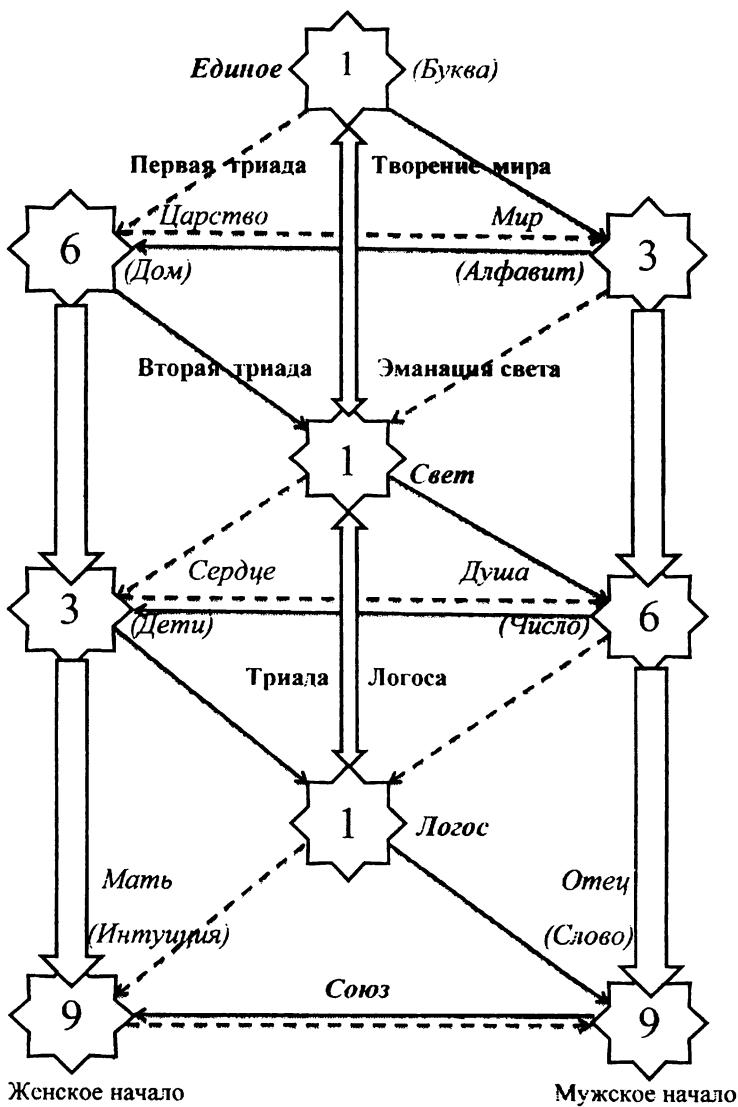 Единое 1 (Буква)
Первая триада Творение мира
Царство Мир
6 3
(Дом) (Алфавит)
Вторая триада Эманация света
1 Свет
Сердце Душа
3 6
(Дети) (Число)
Триада Логоса
1 Логос
Мать Отец
(Интуиция) (Слово)
Союз
9 9
Женское начало Мужское начало